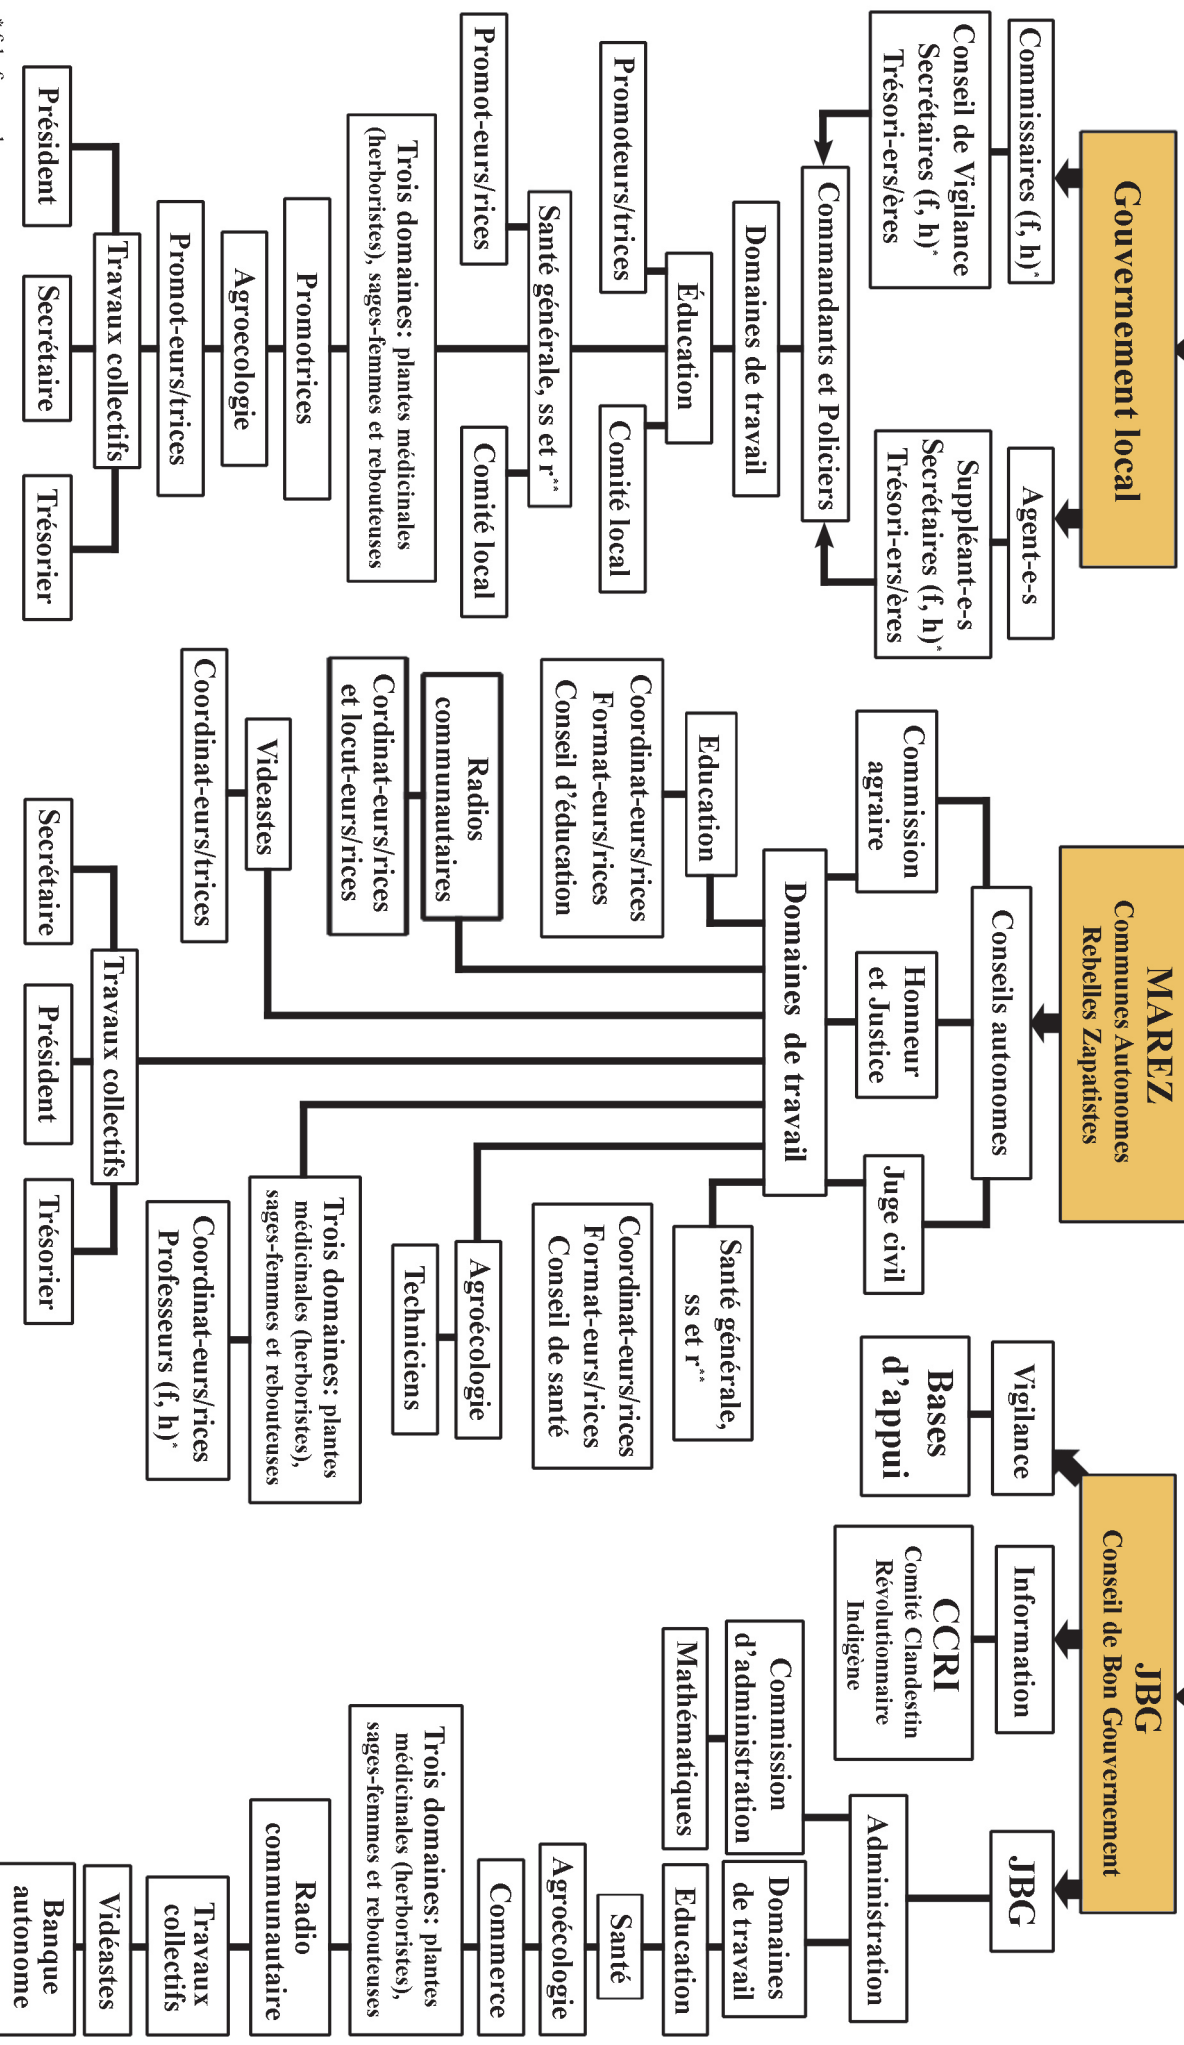 Gouvernement local
Commissaires (f, h)*
Conseil de Vigilance
Secrétaires (f, h)*
Trésori-ers/ères
Agent-e-s
Suppléant-e-s
Secrétaires (f, h)*
Trésori-ers/ères
Commandants et Policiers
Domaines de travail
Éducation
Promoteurs/trices
Comité local
Santé générale, ss et r**
Promot-eurs/rices
Comité local
Trois domaines: plantes médicinales
(herboristes), sages-femmes et rebouteuses
Promotrices
Agroecologie
Promot-eurs/trices
Travaux collectifs
Président
Secrétaire
Trésorier
MAREZ
Communes Autonomes
Rebelles Zapatistes
Conseils autonomes
Commission
agraire
Honneur
et Justice
Juge civil
Domaines de travail
Education
Coordinat-eurs/rices
Format-eurs/rices
Conseil d'éducation
Radios
communautaires
Cordinat-eurs/rices
et locut-eurs/rices
Videastes
Coordinat-eurs/trices
Santé générale,
ss et r**
Coordinat-eurs/rices
Format-eurs/rices
Conseil de santé
Agroécologie
Techniciens
Trois domaines: plantes
médicinales (herboristes),
sages-femmes et rebouteuses
Coordinat-eurs/rices
Professeurs (f, h)*
Travaux collectifs
Secrétaire
Président
Trésorier
JBG
Conseil de Bon Gouvernement
Vigilance
Bases
d'appui
Information
CCRI
Comité Clandestin
Révolutionnaire
Indigène
JBG
Administration
Commission
d'administration
Mathématiques
Domaines
de travail
Education
Santé
Agroécologie
Commerce
Trois domaines: plantes
médicinales (herboristes),
sages-femmes et rebouteuses
Radio
communautaire
Travaux
collectifs
Vidéastes
Banque
autonome